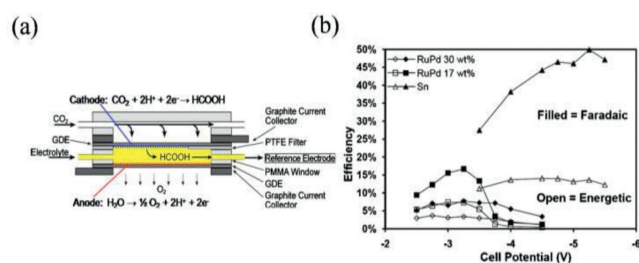 (a)
Cathode: CO₂ + 2H⁺ + 2e⁻ → HCOOH
CO₂
GDE
Electrolyte
HCOOH
Graphite Current
Collector
PTFE Filter
Reference Electrode
PMMA Window
GDE
Graphite Current
Collector
O₂
Anode: H₂O → ½ O₂ + 2H⁺ + 2e⁻
(b)
Efficiency
50%
45%
40%
35%
30%
25%
20%
15%
10%
5%
0%
RuPd 30 wt%
RuPd 17 wt%
Sn
Filled = Faradaic
Open = Energetic
-2 -3 -4 -5 -6
Cell Potential (V)